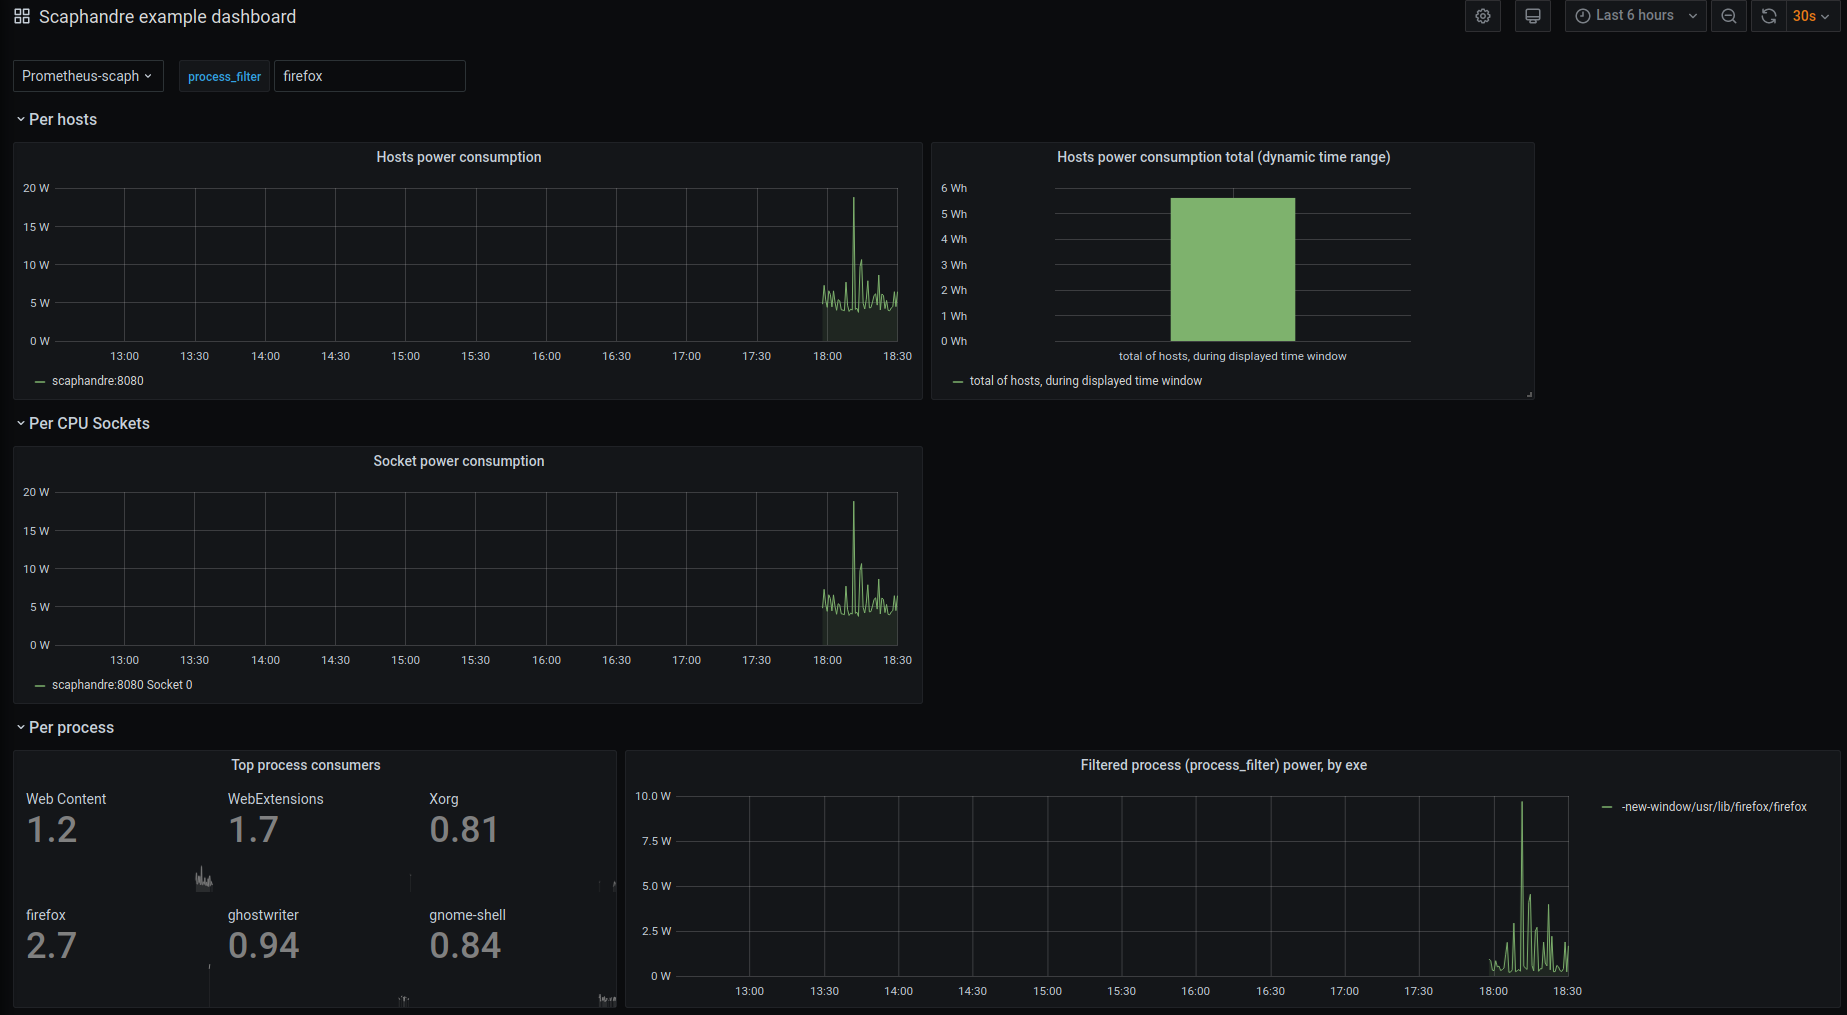 Scaphandre example dashboard
Last 6 hours
30s
Prometheus-scaph
process_filter
firefox
Per hosts
Hosts power consumption
20 W
15 W
10 W
5 W
0 W
13:00 13:30 14:00 14:30 15:00 15:30 16:00 16:30 17:00 17:30 18:00 18:30
scaphandre:8080
Hosts power consumption total (dynamic time range)
6 Wh
5 Wh
4 Wh
3 Wh
2 Wh
1 Wh
0 Wh
total of hosts, during displayed time window
total of hosts, during displayed time window
Per CPU Sockets
Socket power consumption
20 W
15 W
10 W
5 W
0 W
13:00 13:30 14:00 14:30 15:00 15:30 16:00 16:30 17:00 17:30 18:00 18:30
scaphandre:8080 Socket 0
Per process
Top process consumers
Web Content
1.2
WebExtensions
1.7
Xorg
0.81
firefox
2.7
ghostwriter
0.94
gnome-shell
0.84
Filtered process (process_filter) power, by exe
10.0 W
7.5 W
5.0 W
2.5 W
0 W
13:00 13:30 14:00 14:30 15:00 15:30 16:00 16:30 17:00 17:30 18:00 18:30
-new-window/usr/lib/firefox/firefox